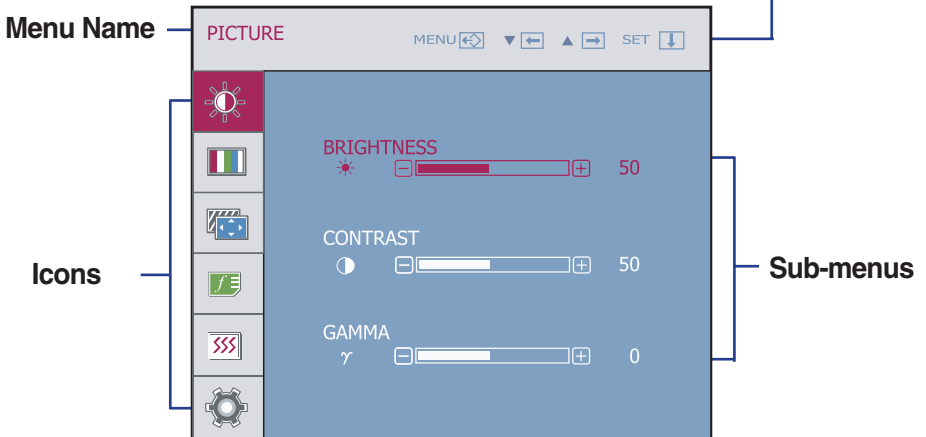 Menu Name
PICTURE MENU ▼ ▲ SET
BRIGHTNESS
50
CONTRAST
50
Icons
Sub-menus
GAMMA
γ 0